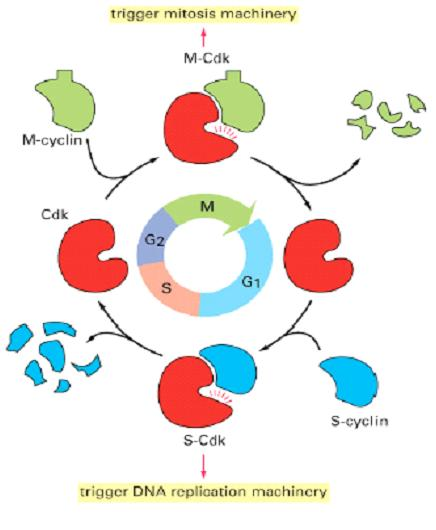 trigger mitosis machinery
M-Cdk
M-cyclin
Cdk
M
G2
G1
S
S-Cdk
S-cyclin
trigger DNA replication machinery